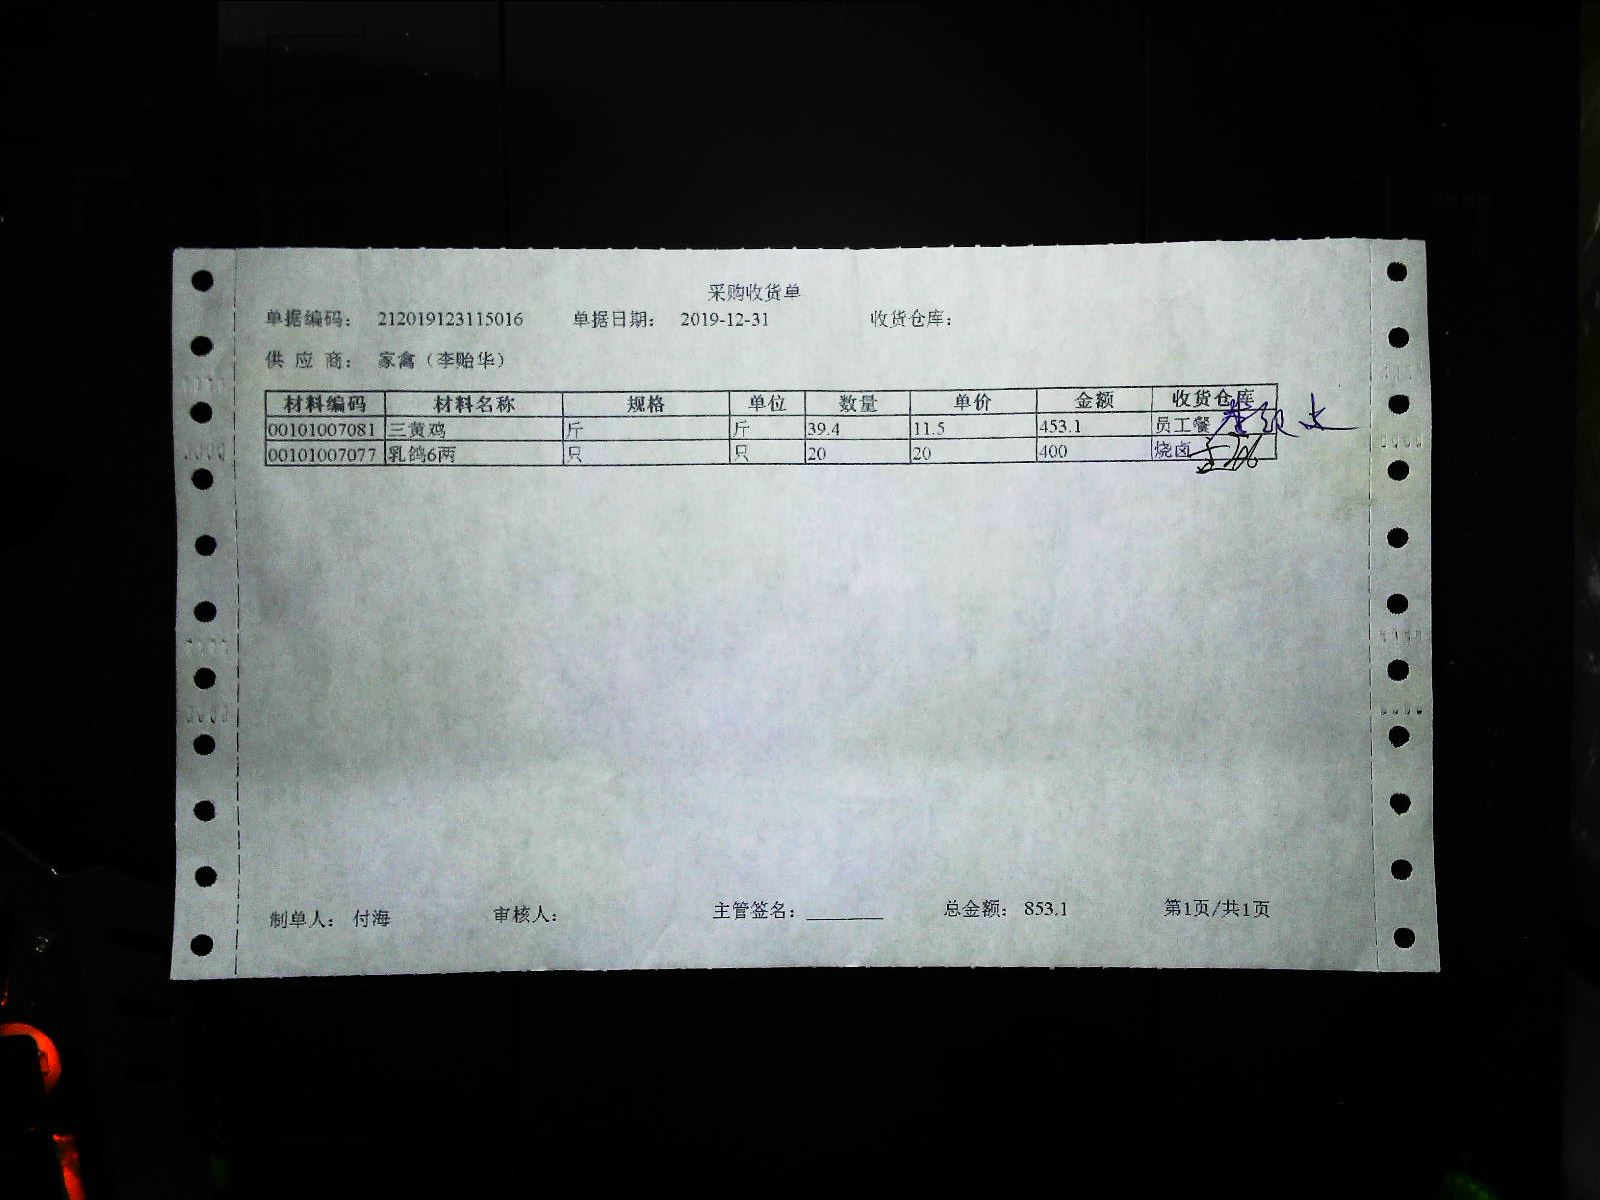 采购收货单
单据编码： 212019123115016 单据日期： 2019-12-31 收货仓库：
供 应 商： 家禽（李贻华）
材料编码 材料名称 规格 单位 数量 单价 金额 收货仓库
00101007081 三黄鸡 斤 斤 39.4 11.5 453.1 员工餐
00101007077 乳鸽6两 只 只 20 20 400 烧卤
制单人： 付海 审核人： 主管签名：________ 总金额： 853.1 第1页/共1页